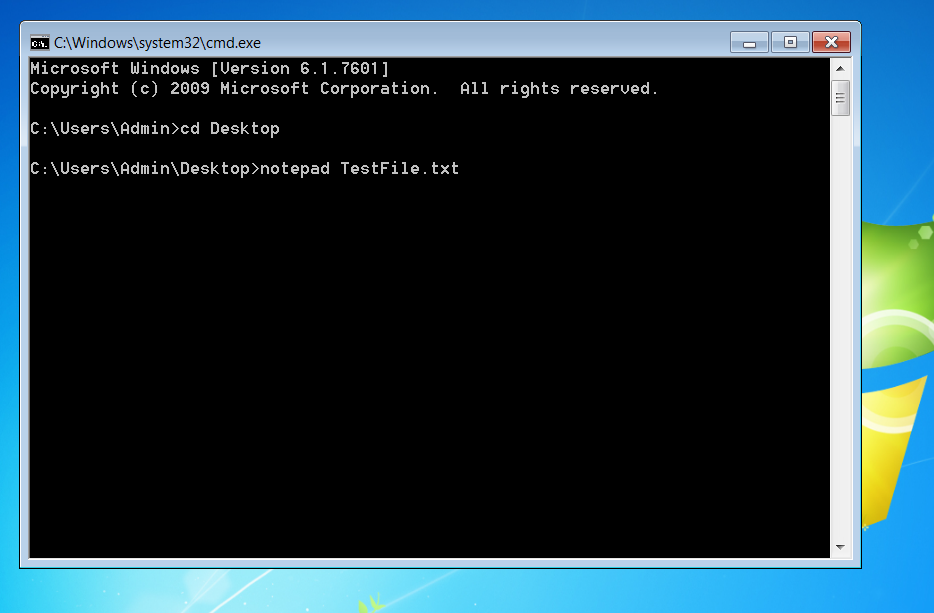 C:\Windows\system32\cmd.exe
Microsoft Windows [Version 6.1.7601]
Copyright (c) 2009 Microsoft Corporation.  All rights reserved.
C:\Users\Admin>cd Desktop
C:\Users\Admin\Desktop>notepad TestFile.txt